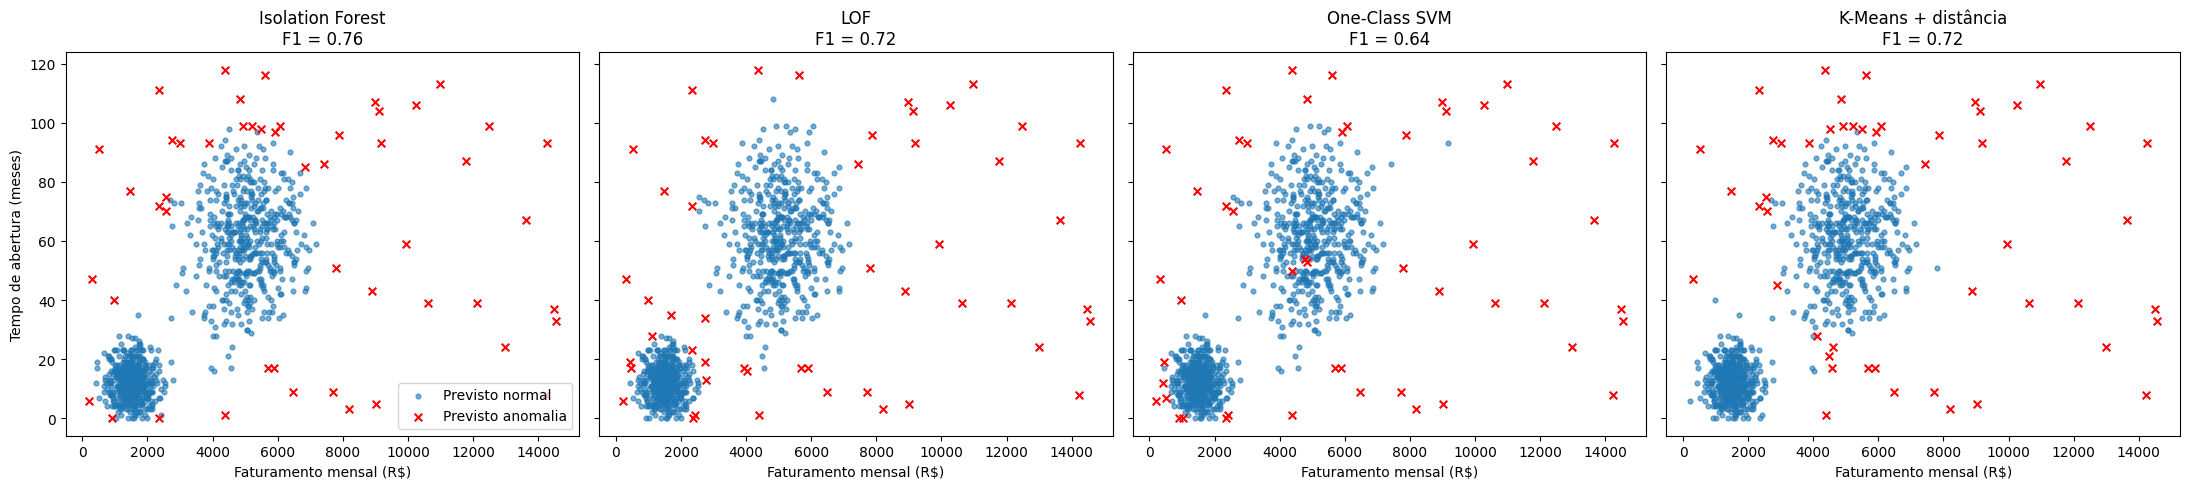 Isolation Forest
F1 = 0.76
LOF
F1 = 0.72
One-Class SVM
F1 = 0.64
K-Means + distância
F1 = 0.72
Tempo de abertura (meses)
120
100
80
60
40
20
0
Previsto normal
Previsto anomalia
0 2000 4000 6000 8000 10000 12000 14000
Faturamento mensal (R$)
0 2000 4000 6000 8000 10000 12000 14000
Faturamento mensal (R$)
0 2000 4000 6000 8000 10000 12000 14000
Faturamento mensal (R$)
0 2000 4000 6000 8000 10000 12000 14000
Faturamento mensal (R$)